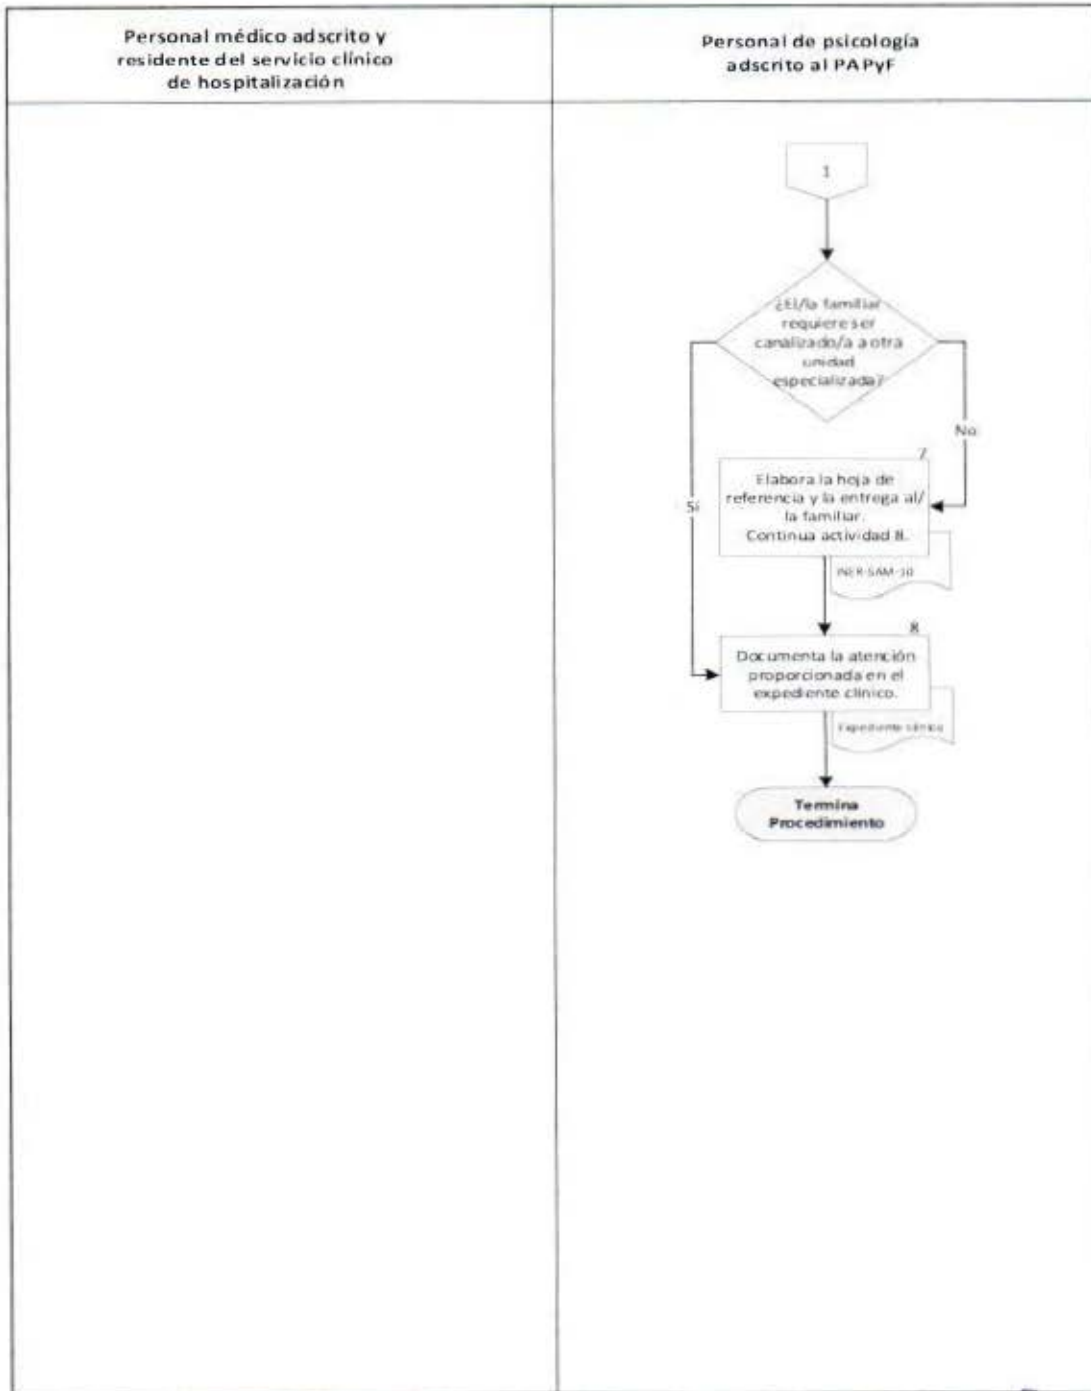 Personal médico adscrito y
residente del servicio clínico
de hospitalización
Personal de psicología
adscrito al PAPyF
1
¿El/la familiar
requiere ser
canalizado/a a otra
unidad
especializada?
No
Sí
7
Elabora la hoja de
referencia y la entrega al/
la familiar.
Continua actividad 8.
INER-SAM-10
8
Documenta la atención
proporcionada en el
expediente clínico.
Expediente clínico
Termina
Procedimiento